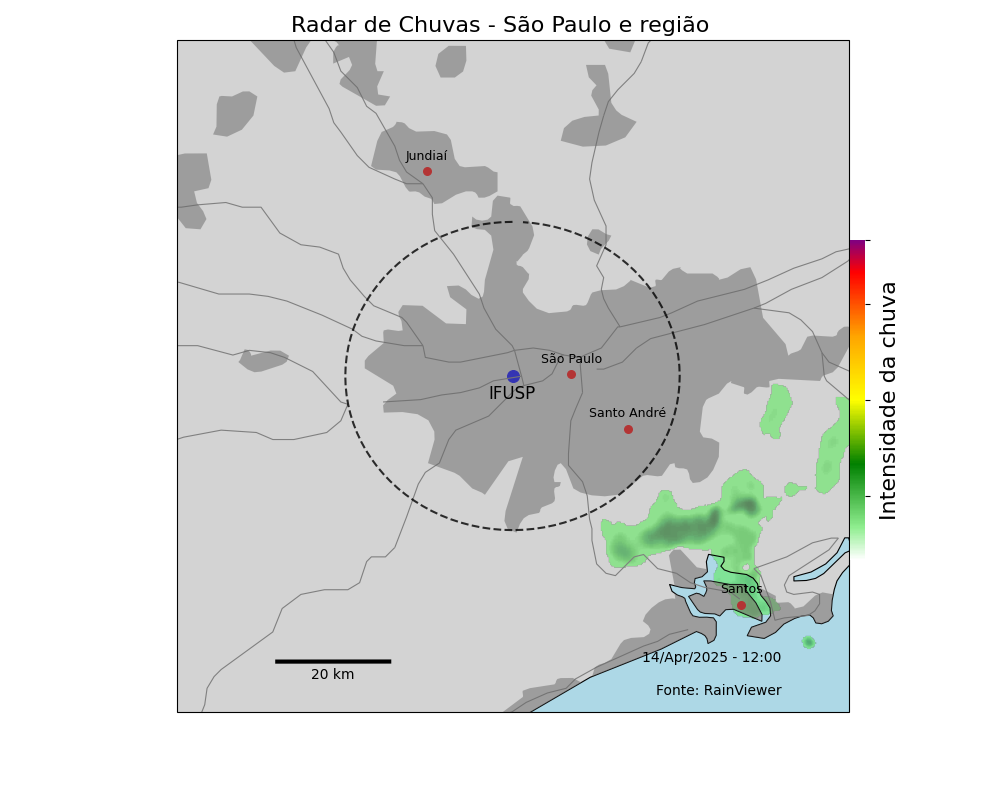 Radar de Chuvas - São Paulo e região
Jundiaí
São Paulo
IFUSP
Santo André
Intensidade da chuva
Santos
14/Apr/2025 - 12:00
20 km
Fonte: RainViewer